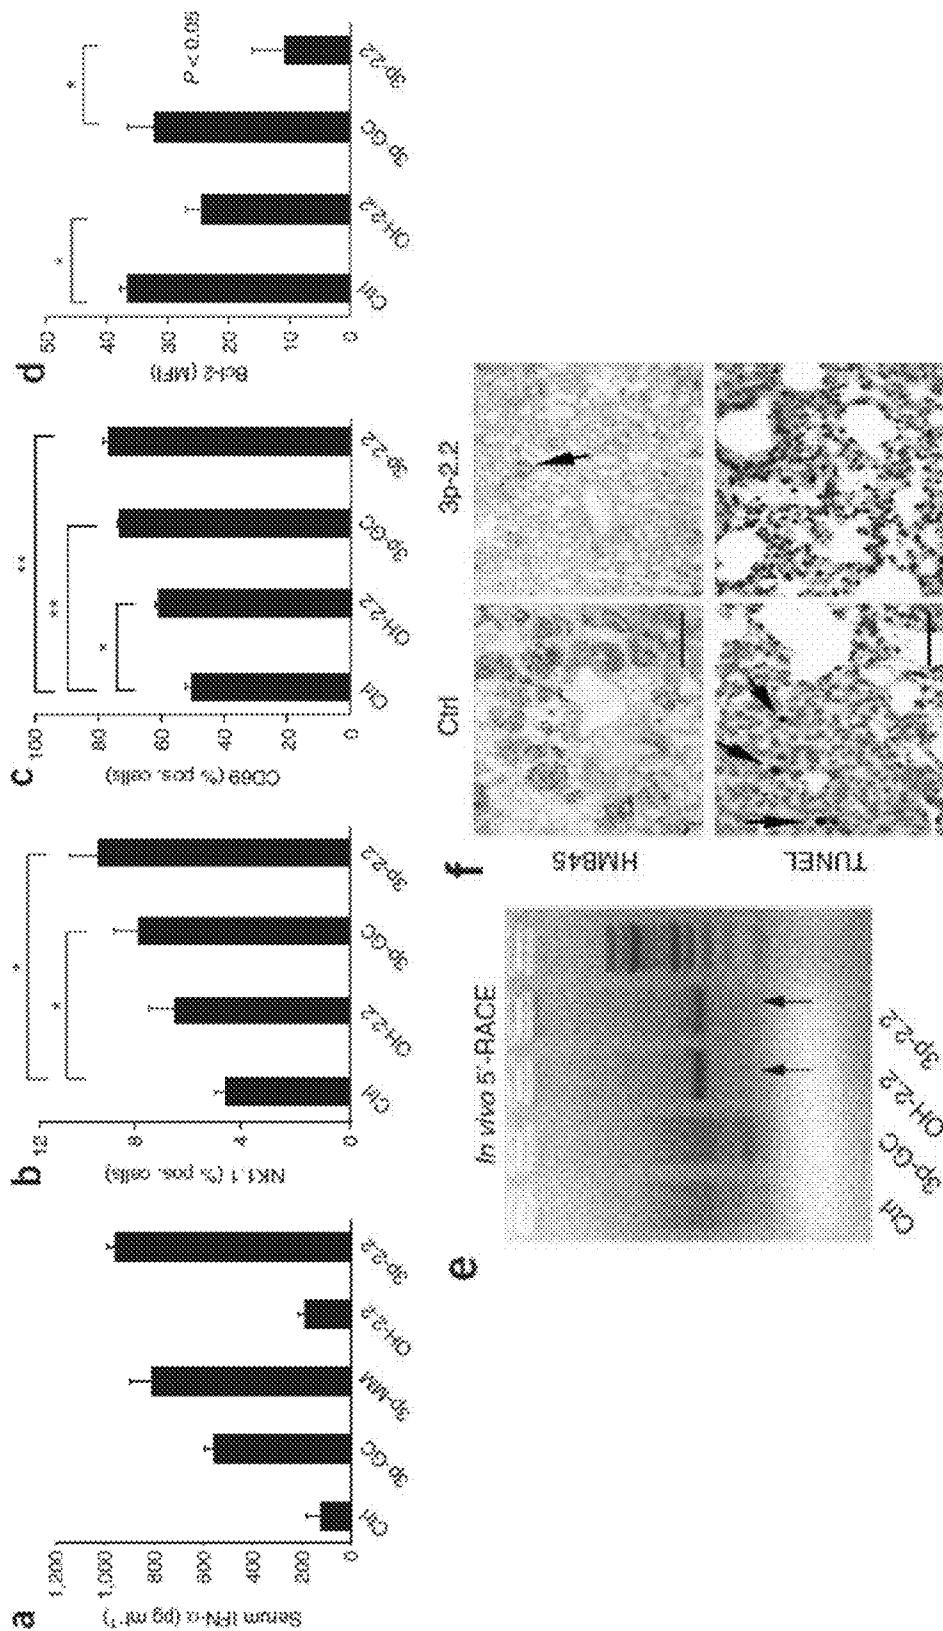 a
Serum IFN-α (pg ml⁻¹)
1,200
1,000
800
600
400
200
0
Ctrl
3p-GC
3p-MM
OH-2.2
3p-2.2
b
NK1.1 (% pos. cells)
12
8
4
0
*
*
Ctrl
OH-2.2
3p-GC
3p-2.2
c
CD69 (% pos. cells)
100
80
60
40
20
0
**
**
*
Ctrl
OH-2.2
3p-GC
3p-2.2
d
Bcl-2 (MFI)
50
40
30
20
10
0
*
*
P < 0.05
Ctrl
OH-2.2
3p-GC
3p-2.2
e
In vivo 5'-RACE
Ctrl
3p-GC
OH-2.2
3p-2.2
f
Ctrl
3p-2.2
HMB45
TUNEL